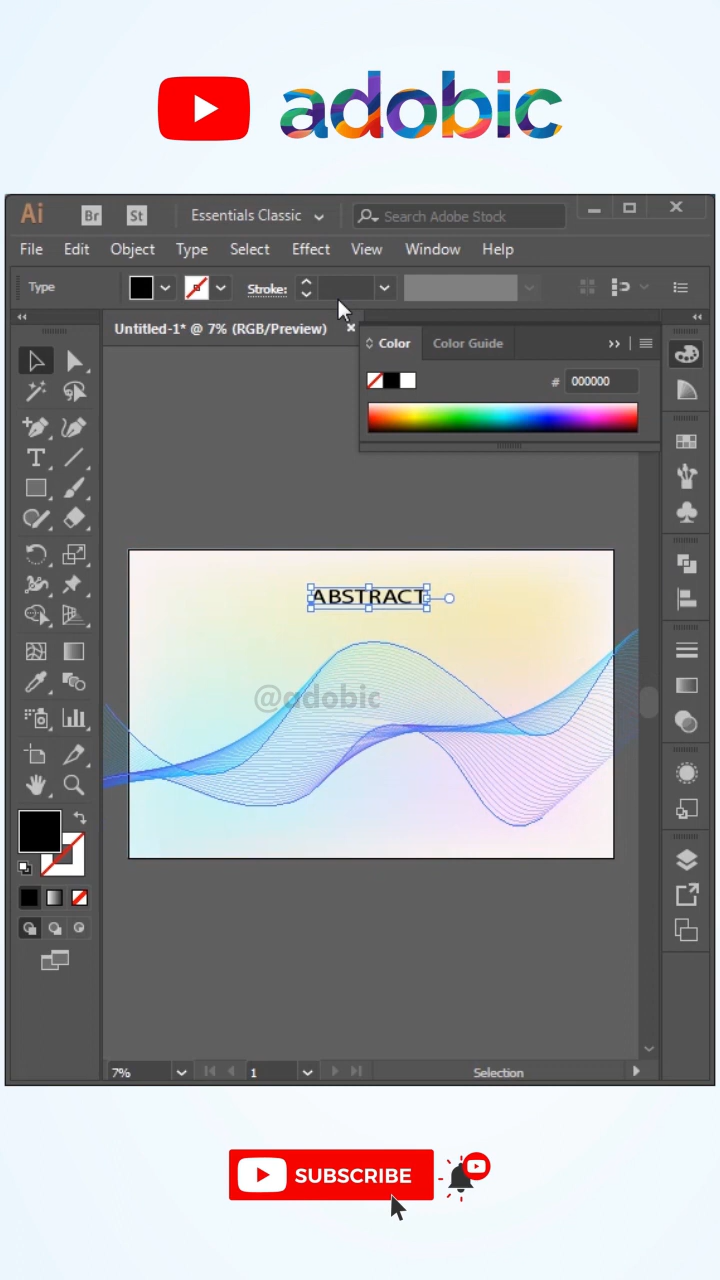 adobic
Ai Br St Essentials Classic Search Adobe Stock
File Edit Object Type Select Effect View Window Help
Type Stroke:
Untitled-1* @ 7% (RGB/Preview)
Color Color Guide
# 000000
ABSTRACT
@adobic
7% 1 Selection
SUBSCRIBE